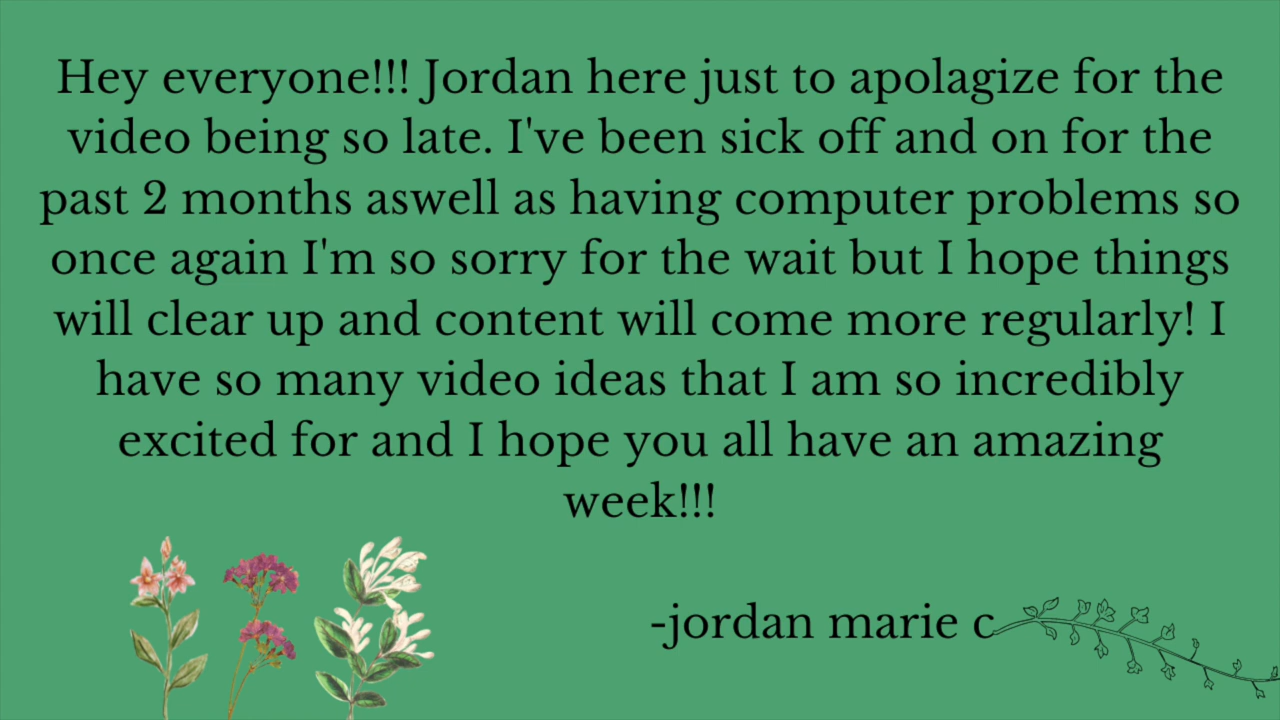 Hey everyone!!! Jordan here just to apolagize for the
video being so late. I've been sick off and on for the
past 2 months aswell as having computer problems so
once again I'm so sorry for the wait but I hope things
will clear up and content will come more regularly! I
have so many video ideas that I am so incredibly
excited for and I hope you all have an amazing
week!!!
-jordan marie c